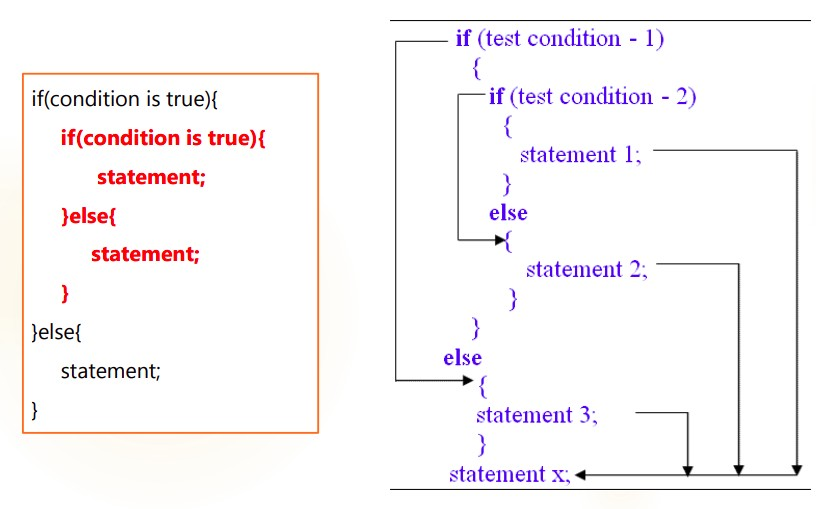 if(condition is true){
if(condition is true){
statement;
}else{
statement;
}
}else{
statement;
}
if (test condition - 1)
{
if (test condition - 2)
{
statement 1;
}
else
{
statement 2;
}
}
else
{
statement 3;
}
statement x;